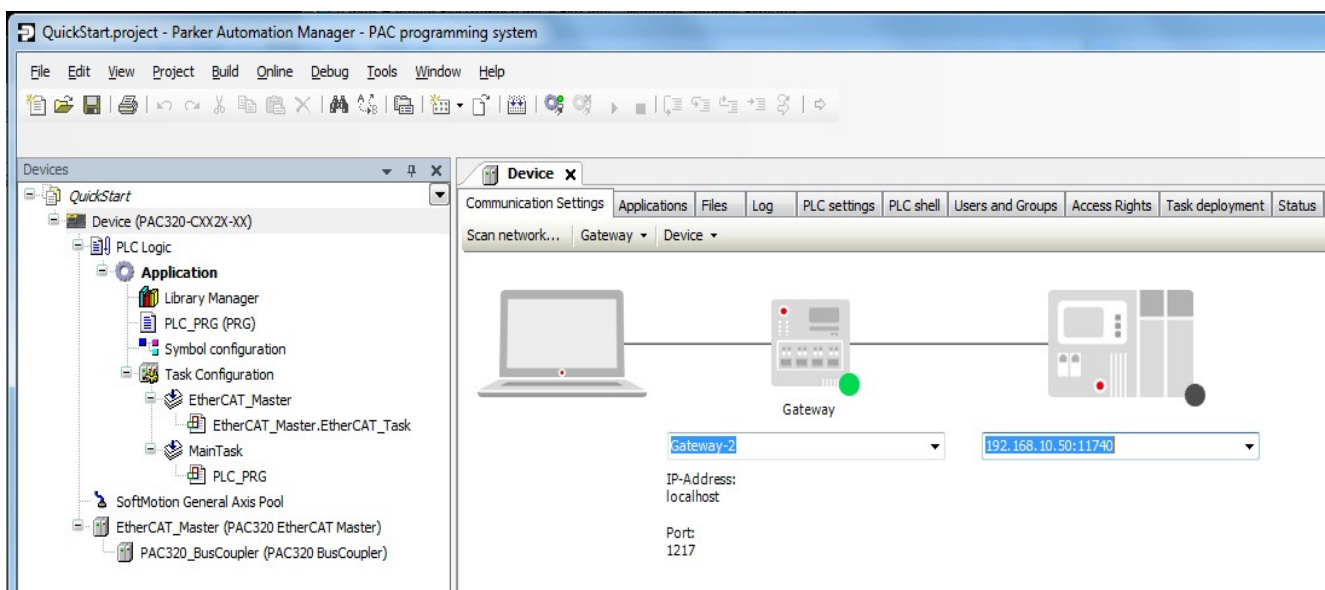 QuickStart.project - Parker Automation Manager - PAC programming system
File Edit View Project Build Online Debug Tools Window Help
Devices
QuickStart
Device (PAC320-CXX2X-XX)
PLC Logic
Application
Library Manager
PLC_PRG (PRG)
Symbol configuration
Task Configuration
EtherCAT_Master
EtherCAT_Master.EtherCAT_Task
MainTask
PLC_PRG
SoftMotion General Axis Pool
EtherCAT_Master (PAC320 EtherCAT Master)
PAC320_BusCoupler (PAC320 BusCoupler)
Device
Communication Settings Applications Files Log PLC settings PLC shell Users and Groups Access Rights Task deployment Status
Scan network... Gateway Device
Gateway
Gateway-2
192.168.10.50:11740
IP-Address:
localhost
Port:
1217